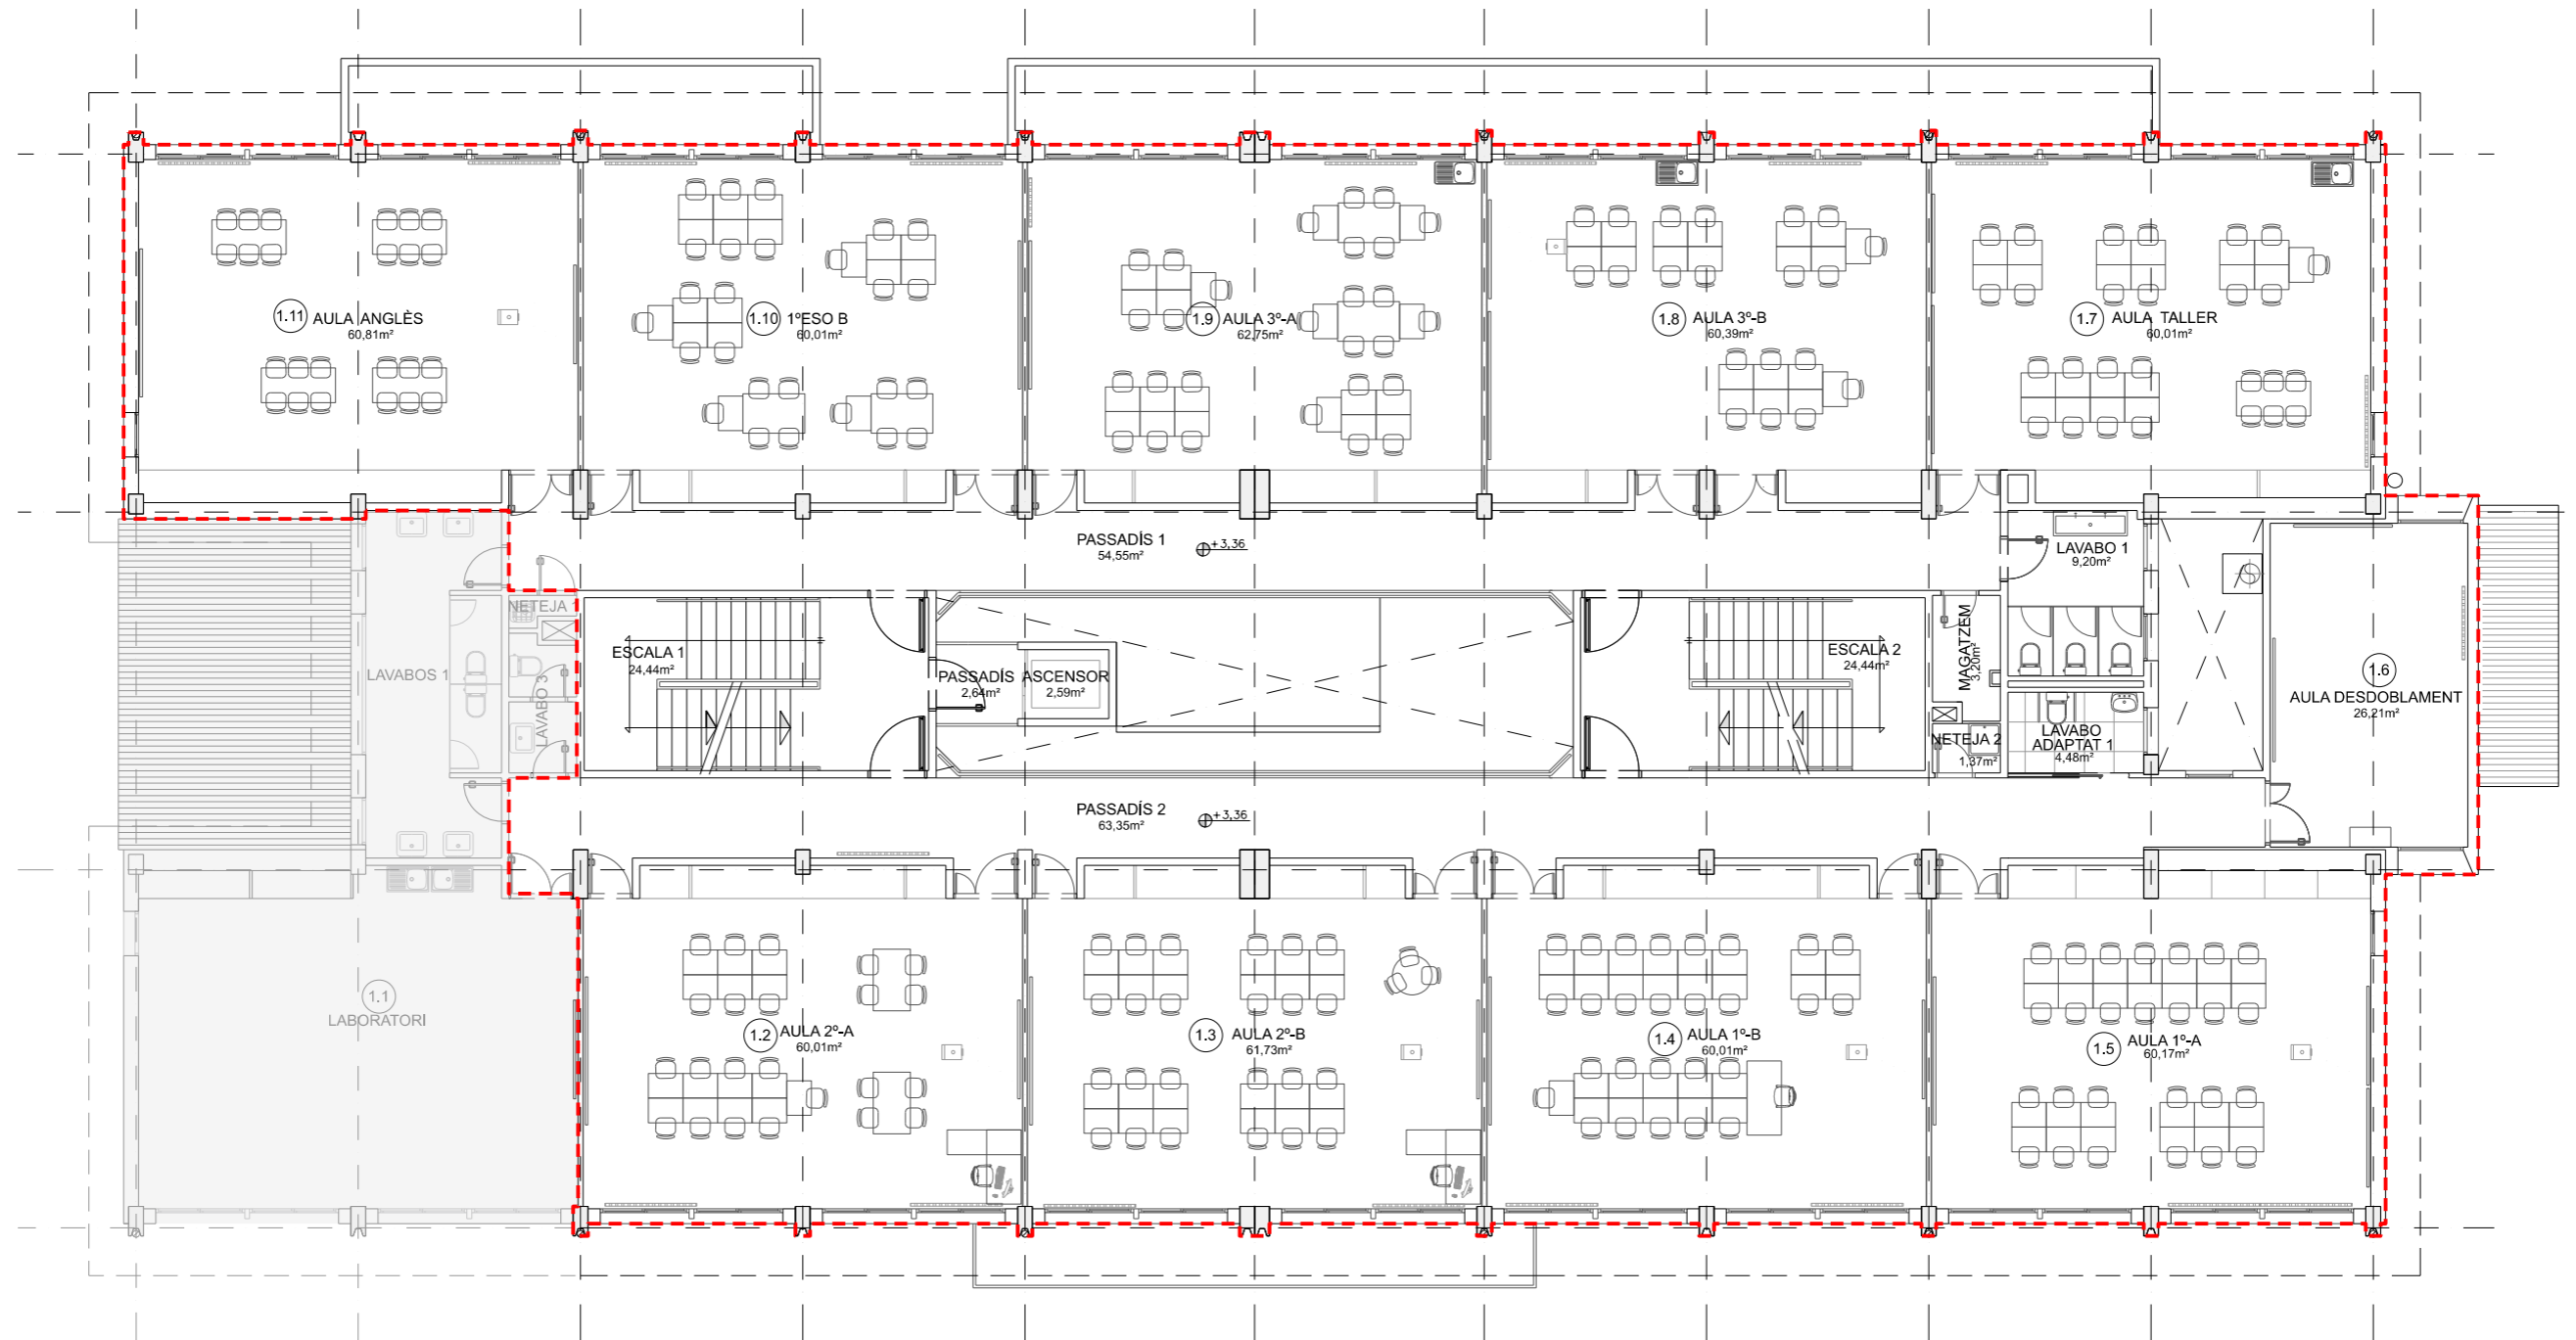 1.11 AULA ANGLÈS
60,81m²
1.10 1ºESO B
60,01m²
1.9 AULA 3º-A
62,75m²
1.8 AULA 3º-B
60,39m²
1.7 AULA TALLER
60,01m²
PASSADÍS 1
54,55m²
+3,36
LAVABO 1
9,20m²
NETEJA
ESCALA 1
24,44m²
PASSADÍS
2,64m²
ASCENSOR
2,59m²
ESCALA 2
24,44m²
MAGATZEM
3,20m²
LAVABOS 1
LAVABO 3
1.6
AULA DESDOBLAMENT
26,21m²
NETEJA 2
1,37m²
LAVABO
ADAPTAT 1
4,48m²
PASSADÍS 2
63,35m²
+3,36
1.1
LABORATORI
1.2 AULA 2º-A
60,01m²
1.3 AULA 2º-B
61,73m²
1.4 AULA 1º-B
60,01m²
1.5 AULA 1º-A
60,17m²